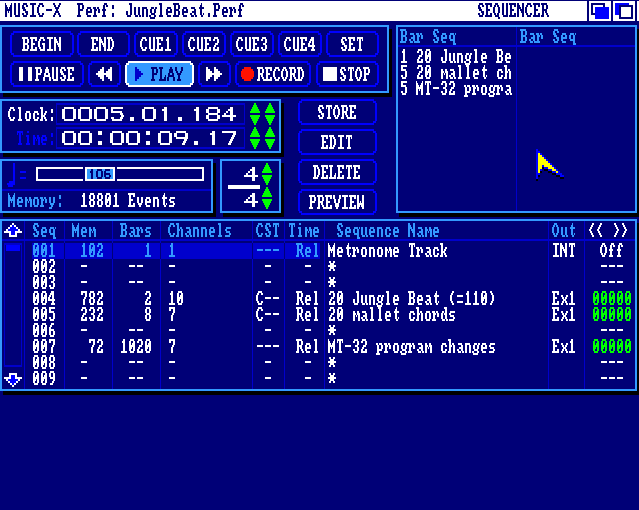 MUSIC-X Perf: JungleBeat.Perf SEQUENCER
BEGIN END CUE1 CUE2 CUE3 CUE4 SET
PAUSE PLAY RECORD STOP
Bar Seq Bar Seq
1 20 Jungle Be
5 20 mallet ch
5 MT-32 progra
Clock: 0005.01.184
Time: 00:00:09.17
STORE
EDIT
DELETE
PREVIEW
= 106
4
4
Memory: 18801 Events
Seq Mem Bars Channels CST Time Sequence Name Out << >>
001 102 1 1 --- Rel Metronome Track INT Off
002 - -- - - - * ---
003 - -- - - - * ---
004 782 2 10 C-- Rel 20 Jungle Beat (=110) Ex1 00000
005 232 8 7 C-- Rel 20 mallet chords Ex1 00000
006 - -- - - - * ---
007 72 1020 7 --- Rel MT-32 program changes Ex1 00000
008 - -- - - - * ---
009 - -- - - - * ---